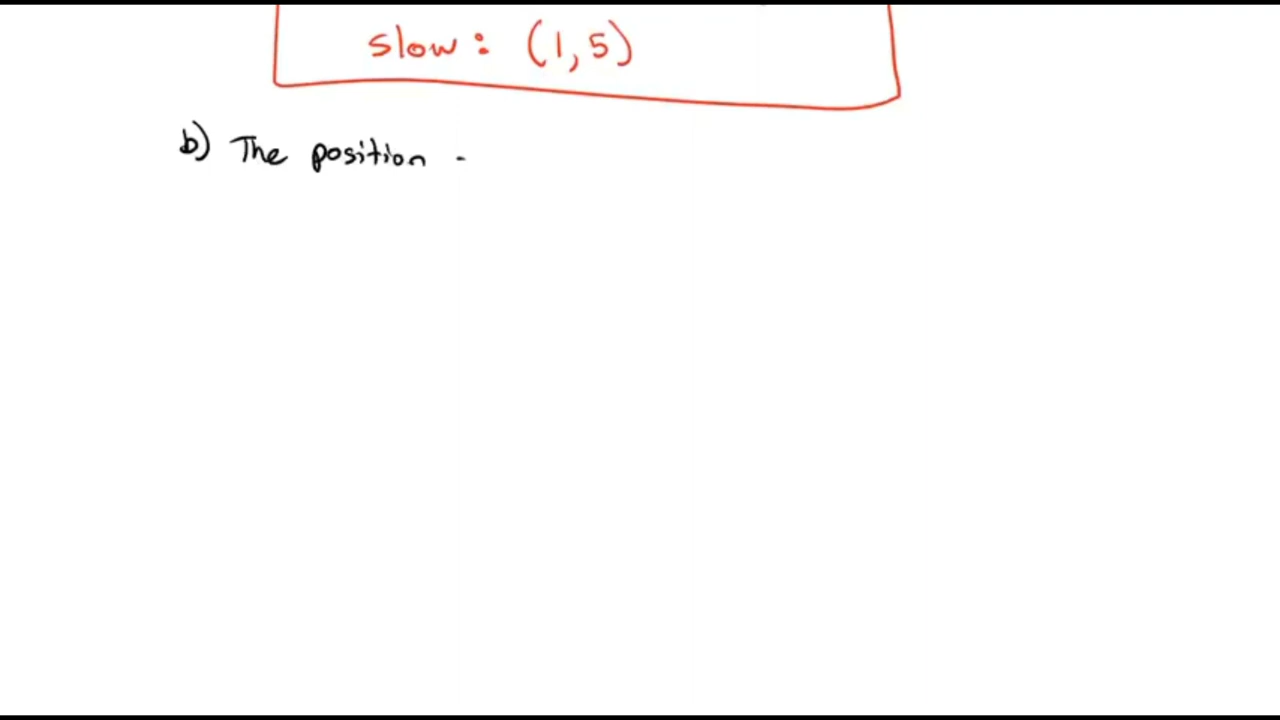 slow: (1,5)
b) The position -